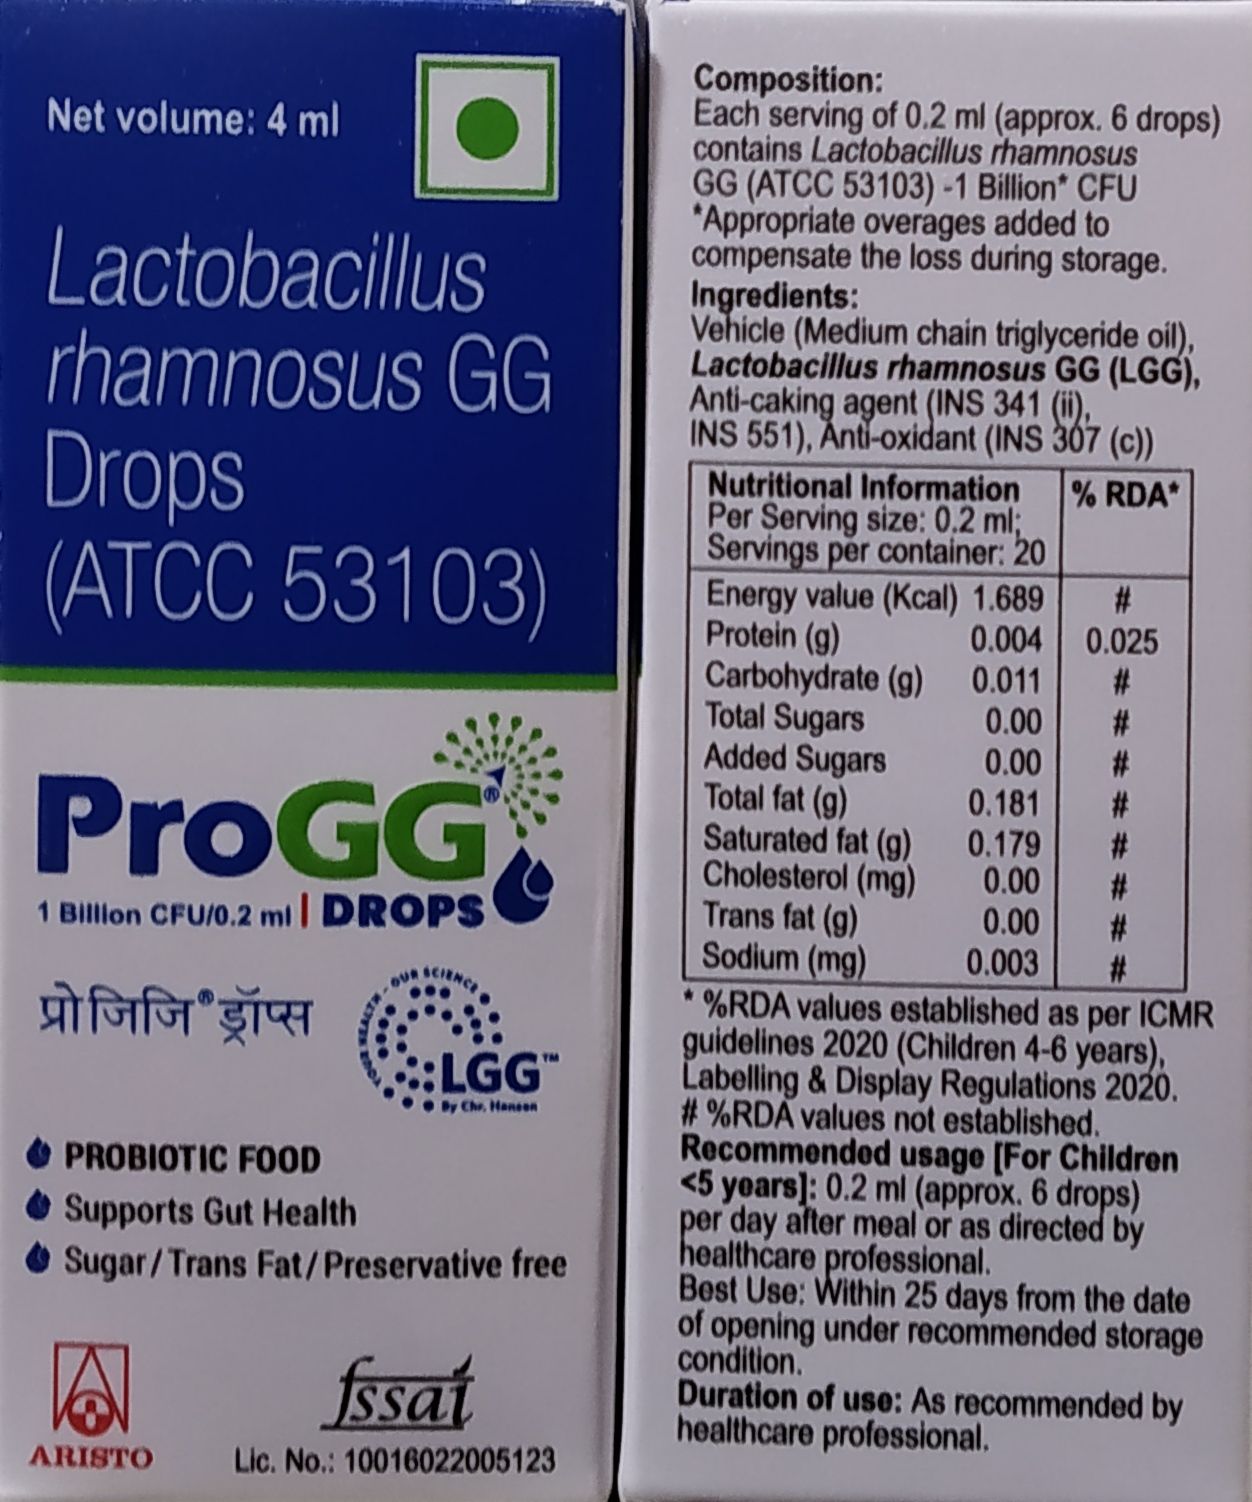 Net volume: 4 ml
Lactobacillus
rhamnosus GG
Drops
(ATCC 53103)
ProGG®
1 Billion CFU/0.2 ml | DROPS
प्रोजिजि® ड्रॉप्स
YOUR HEALTH - OUR SCIENCE
LGG™
By Chr. Hansen
PROBIOTIC FOOD
Supports Gut Health
Sugar/Trans Fat/Preservative free
ARISTO
fssai
Lic. No.: 10016022005123
Composition:
Each serving of 0.2 ml (approx. 6 drops)
contains Lactobacillus rhamnosus
GG (ATCC 53103) -1 Billion* CFU
*Appropriate overages added to
compensate the loss during storage.
Ingredients:
Vehicle (Medium chain triglyceride oil),
Lactobacillus rhamnosus GG (LGG),
Anti-caking agent (INS 341 (ii),
INS 551), Anti-oxidant (INS 307 (c))
Nutritional Information % RDA*
Per Serving size: 0.2 ml;
Servings per container: 20
Energy value (Kcal) 1.689 #
Protein (g) 0.004 0.025
Carbohydrate (g) 0.011 #
Total Sugars 0.00 #
Added Sugars 0.00 #
Total fat (g) 0.181 #
Saturated fat (g) 0.179 #
Cholesterol (mg) 0.00 #
Trans fat (g) 0.00 #
Sodium (mg) 0.003 #
* %RDA values established as per ICMR
guidelines 2020 (Children 4-6 years),
Labelling & Display Regulations 2020.
# %RDA values not established.
Recommended usage [For Children
<5 years]: 0.2 ml (approx. 6 drops)
per day after meal or as directed by
healthcare professional.
Best Use: Within 25 days from the date
of opening under recommended storage
condition.
Duration of use: As recommended by
healthcare professional.